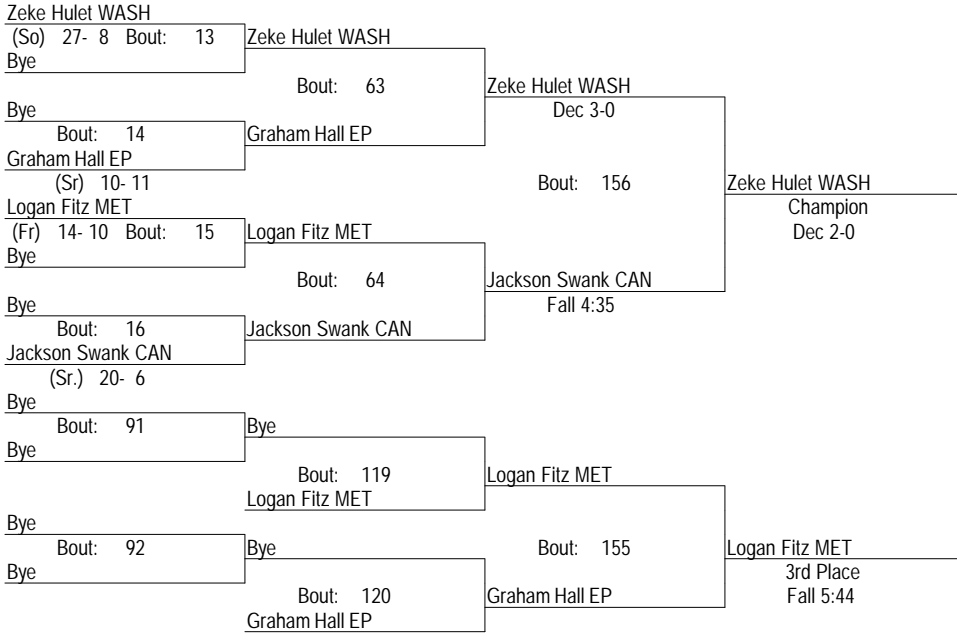 Zeke Hulet WASH
(So) 27- 8 Bout: 13 Zeke Hulet WASH
Bye
Bout: 63 Zeke Hulet WASH
Bye Dec 3-0
Bout: 14 Graham Hall EP
Graham Hall EP
(Sr) 10- 11 Bout: 156 Zeke Hulet WASH
Logan Fitz MET Champion
(Fr) 14- 10 Bout: 15 Logan Fitz MET Dec 2-0
Bye
Bout: 64 Jackson Swank CAN
Bye Fall 4:35
Bout: 16 Jackson Swank CAN
Jackson Swank CAN
(Sr.) 20- 6
Bye
Bout: 91 Bye
Bye
Bout: 119 Logan Fitz MET
Logan Fitz MET
Bye
Bout: 92 Bye Bout: 155 Logan Fitz MET
Bye 3rd Place
Bout: 120 Graham Hall EP Fall 5:44
Graham Hall EP